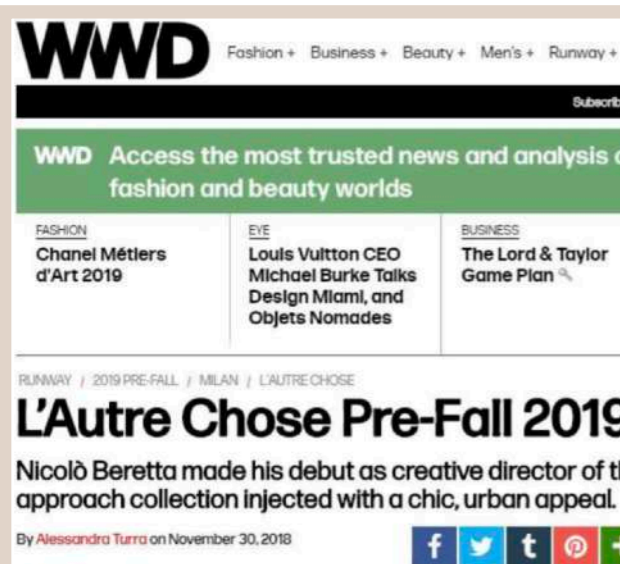 WWD Fashion + Business + Beauty + Men's + Runway +
Subscrib
WWD Access the most trusted news and analysis o
fashion and beauty worlds
FASHION
Chanel Métiers
d'Art 2019
EYE
Louis Vuitton CEO
Michael Burke Talks
Design Miami, and
Objets Nomades
BUSINESS
The Lord & Taylor
Game Plan
RUNWAY / 2019 PRE-FALL / MILAN / L'AUTRE CHOSE
L'Autre Chose Pre-Fall 2019
Nicolò Beretta made his debut as creative director of th
approach collection injected with a chic, urban appeal.
By Alessandra Turra on November 30, 2018